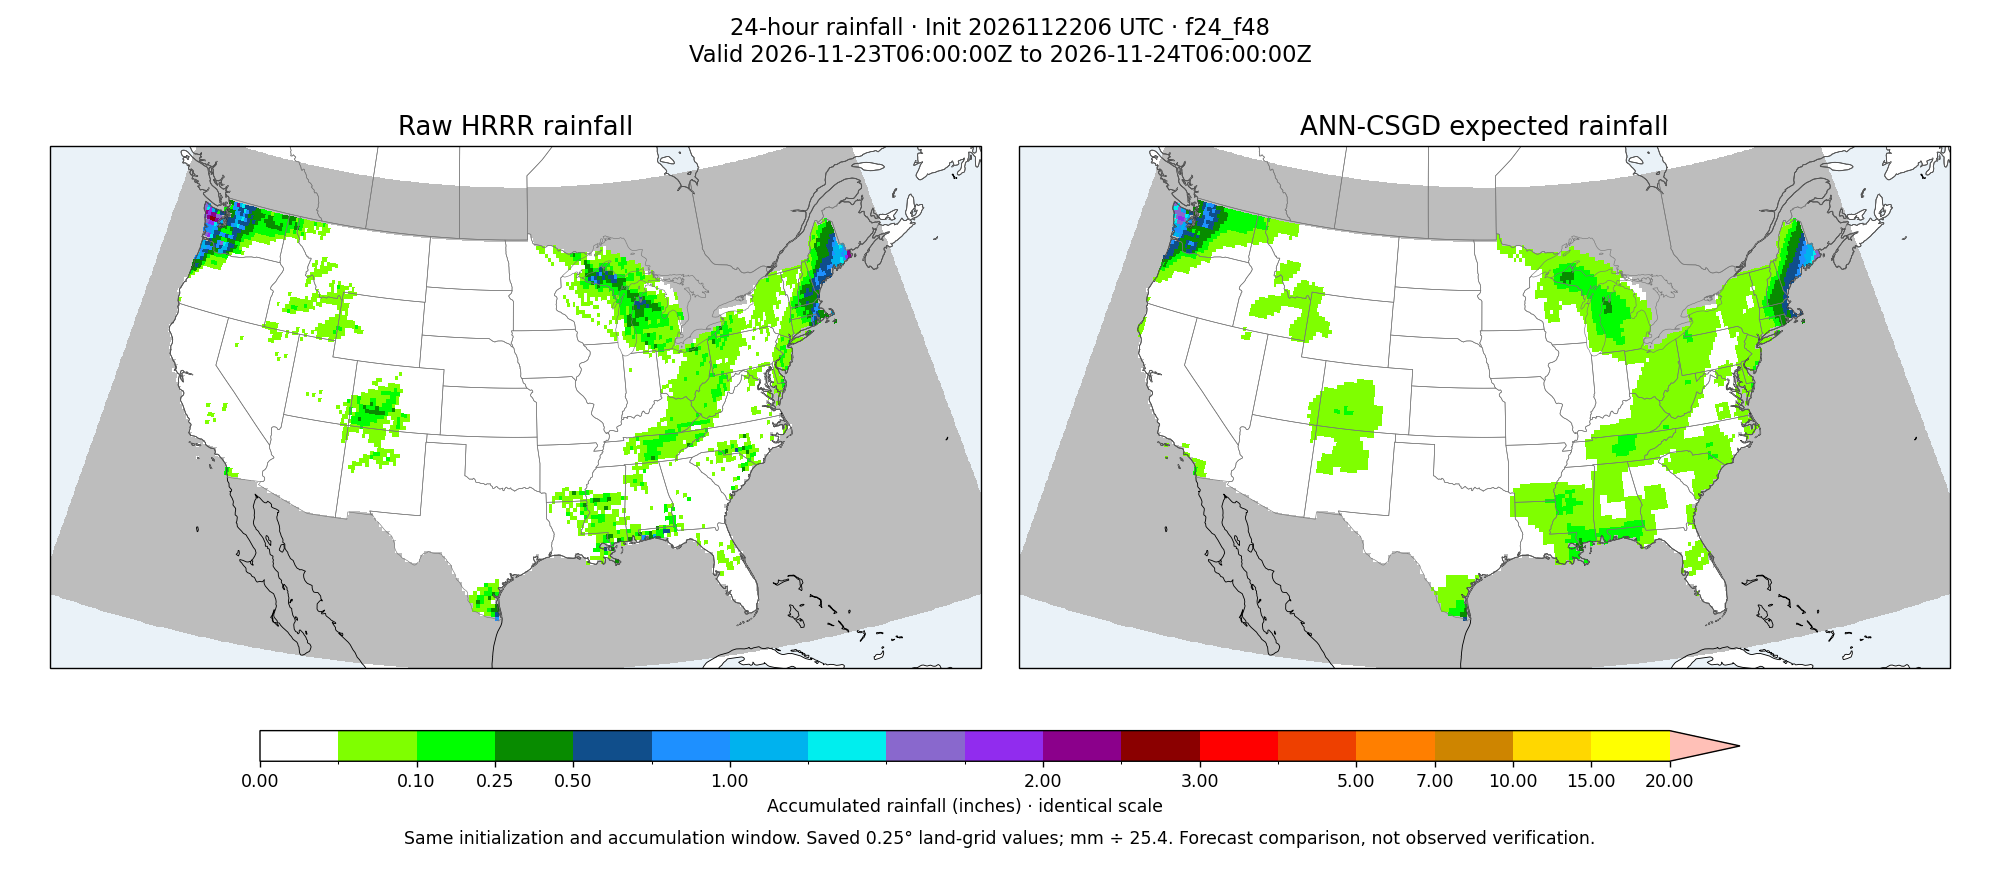 24-hour rainfall · Init 2026112206 UTC · f24_f48
Valid 2026-11-23T06:00:00Z to 2026-11-24T06:00:00Z
Raw HRRR rainfall
ANN-CSGD expected rainfall
0.00 0.10 0.25 0.50 1.00 2.00 3.00 5.00 7.00 10.00 15.00 20.00
Accumulated rainfall (inches) · identical scale
Same initialization and accumulation window. Saved 0.25° land-grid values; mm ÷ 25.4. Forecast comparison, not observed verification.